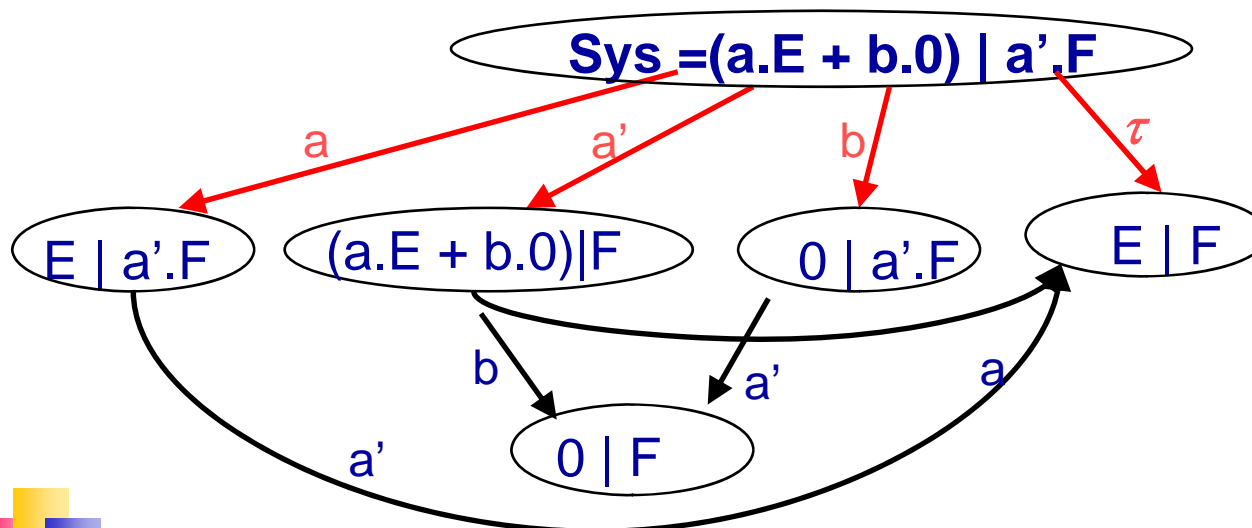 Sys =(a.E + b.0) | a’.F
a a’ b τ
E | a’.F (a.E + b.0)|F 0 | a’.F E | F
b a’ a
a’ 0 | F